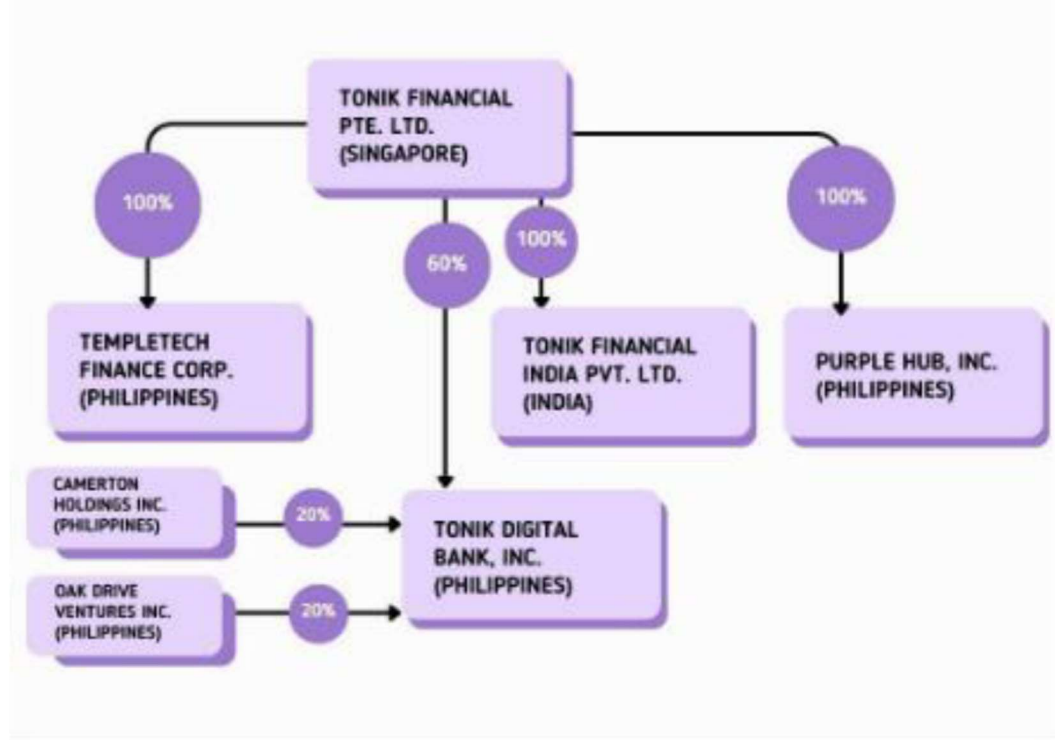 TONIK FINANCIAL
PTE. LTD.
(SINGAPORE)
100%
60%
100%
100%
TEMPLETECH
FINANCE CORP.
(PHILIPPINES)
TONIK FINANCIAL
INDIA PVT. LTD.
(INDIA)
PURPLE HUB, INC.
(PHILIPPINES)
CAMERTON
HOLDINGS INC.
(PHILIPPINES)
20%
TONIK DIGITAL
BANK, INC.
(PHILIPPINES)
OAK DRIVE
VENTURES INC.
(PHILIPPINES)
20%